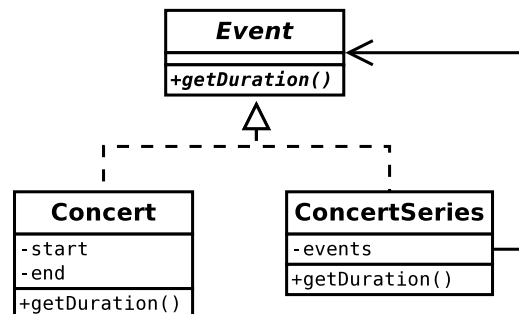 Event
+getDuration()
Concert
-start
-end
+getDuration()
ConcertSeries
-events
+getDuration()